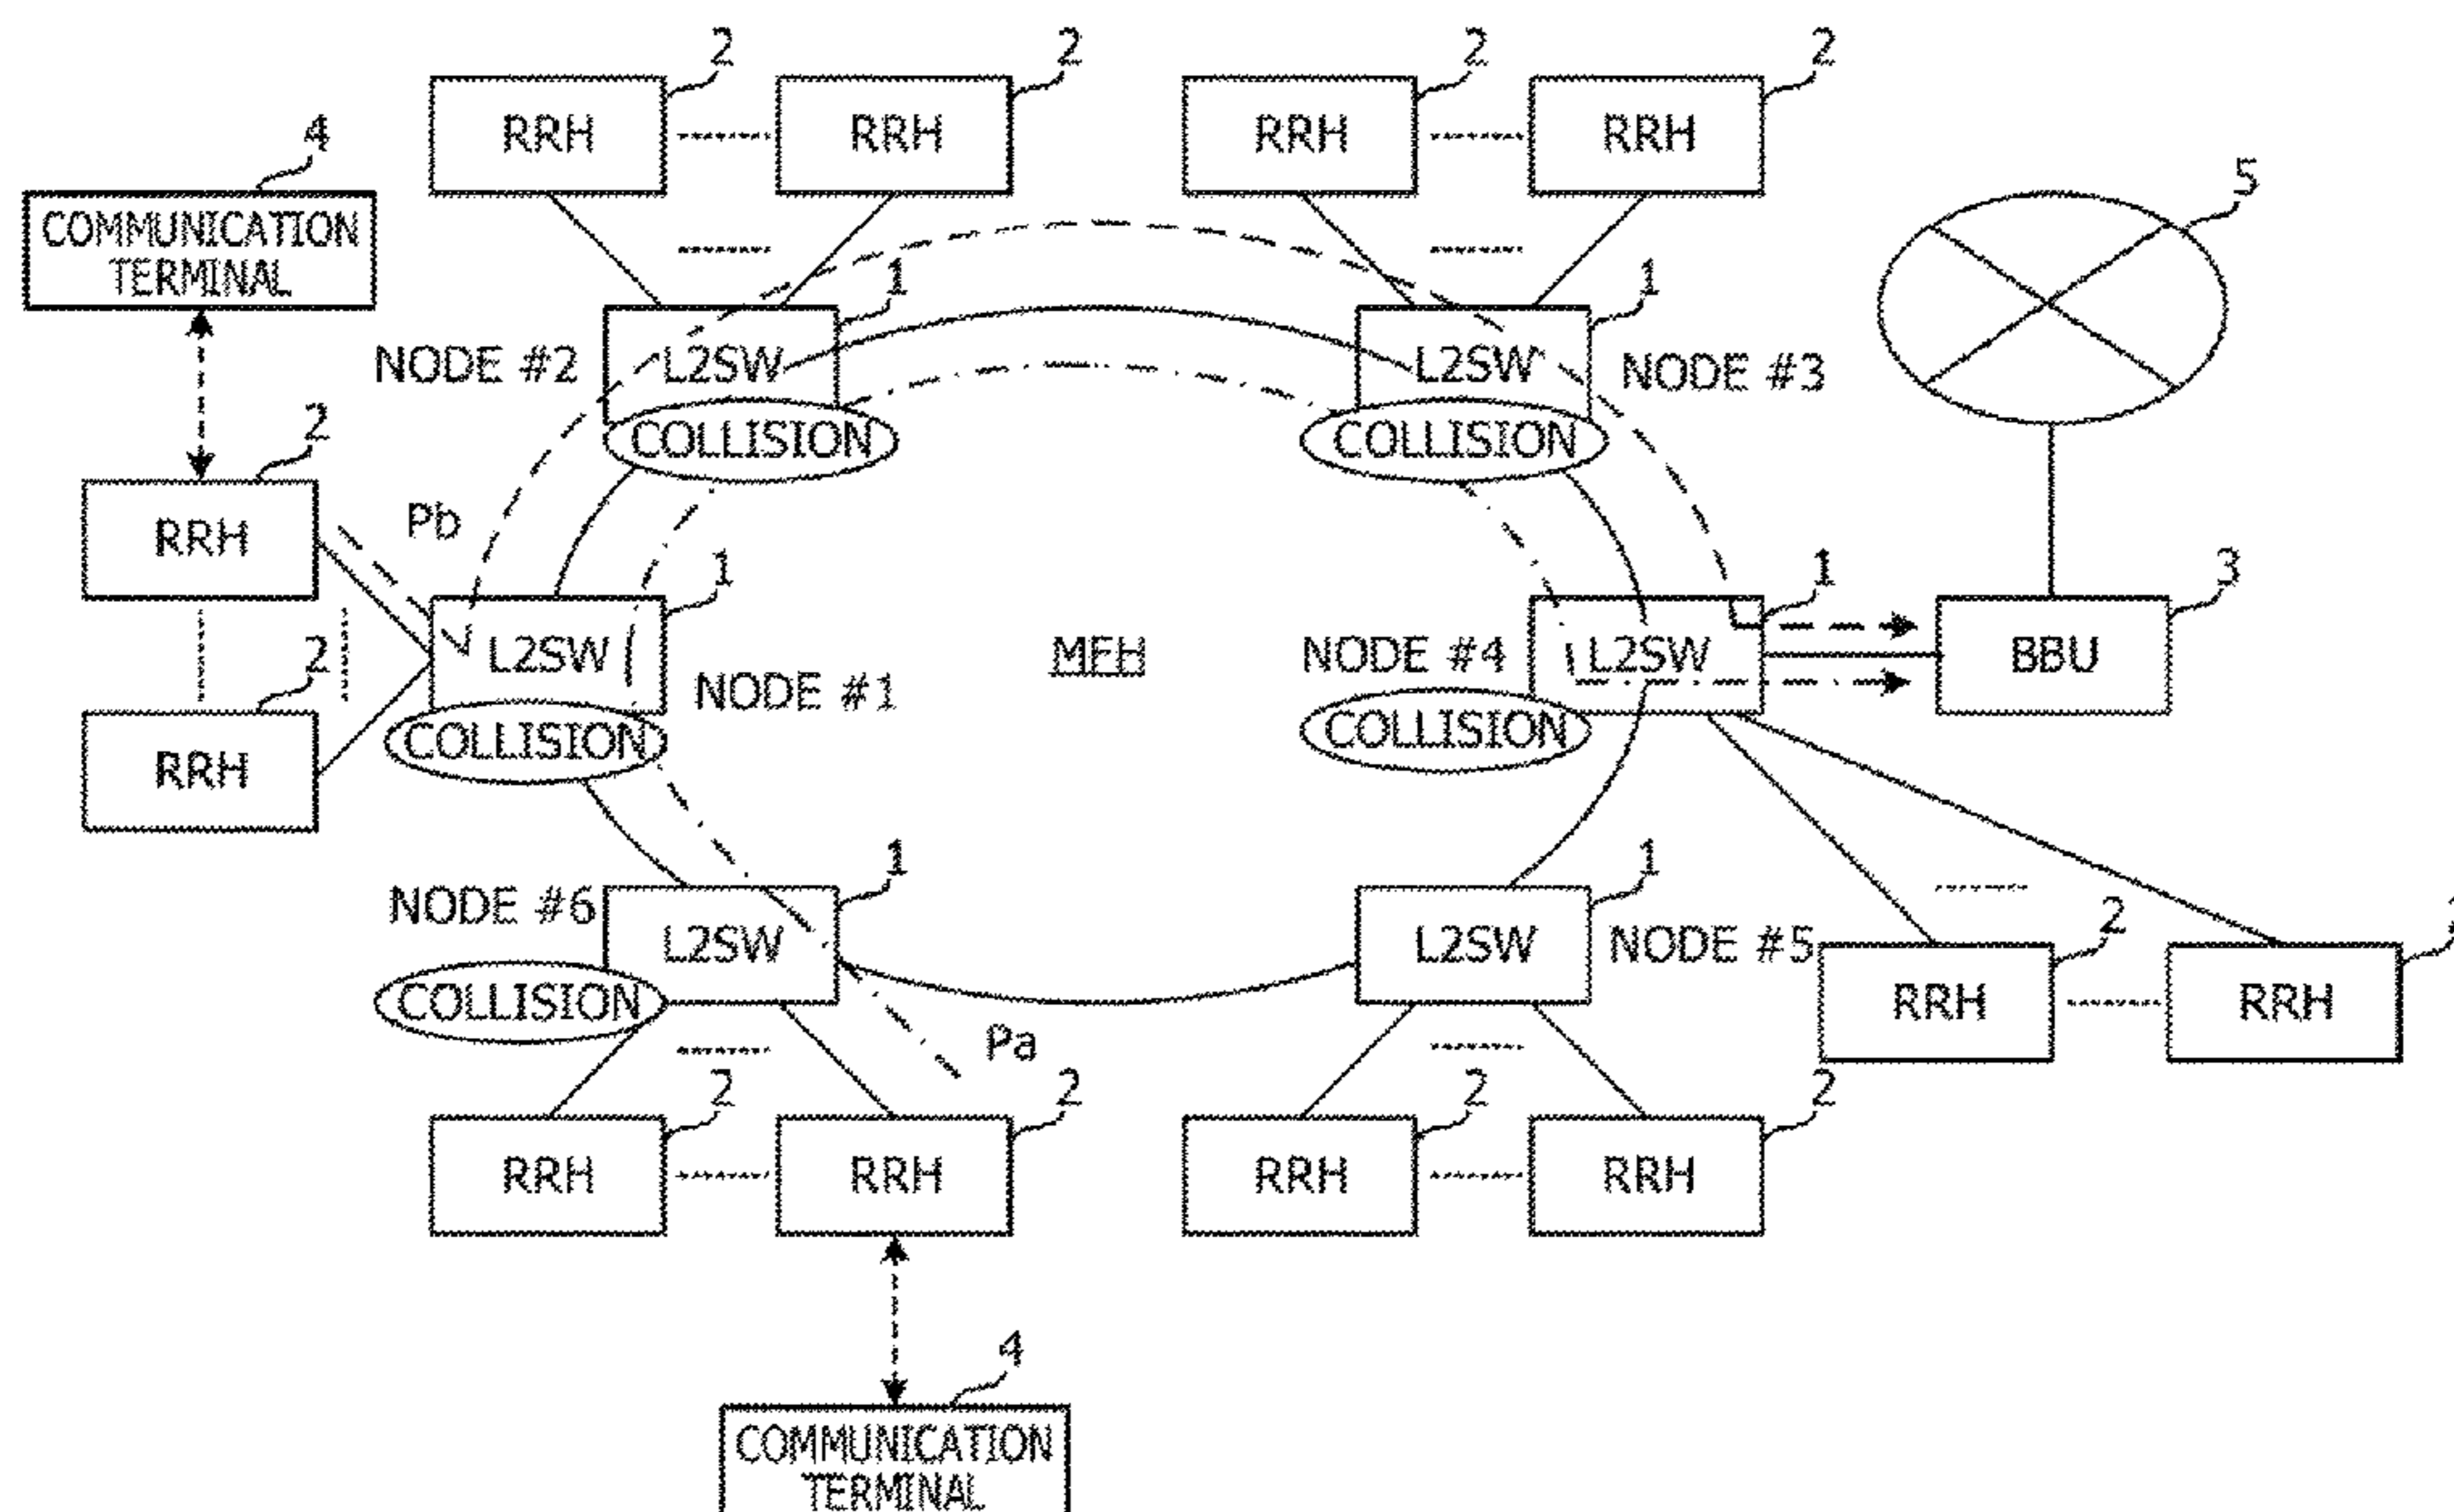 2 2 2 2
RRH RRH RRH RRH
4
COMMUNICATION
TERMINAL
5
1 1
NODE #2 L2SW L2SW NODE #3
COLLISION COLLISION
2
Pb
RRH
1 1 3
2 L2SW MFH NODE #4 L2SW BBU
NODE #1
COLLISION COLLISION
RRH
1 1
NODE #6 L2SW L2SW NODE #5
2
COLLISION RRH RRH
Pa
2 2 2 2
RRH RRH RRH RRH
4
COMMUNICATION
TERMINAL